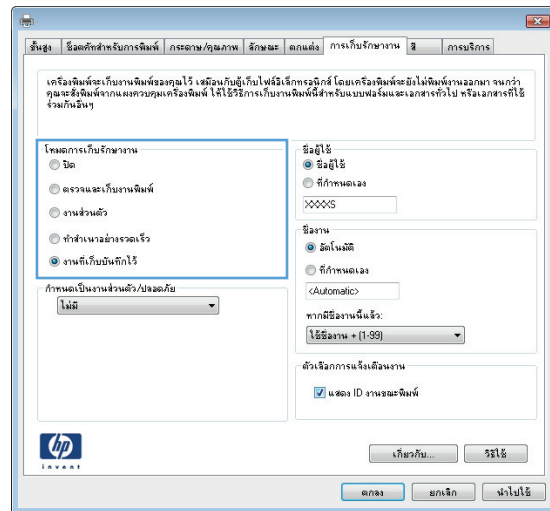 ขั้นสูง
ช็อตคัทสำหรับการพิมพ์
กระดาษ/คุณภาพ
ลักษณะ
ตกแต่ง
การเก็บรักษางาน
สี
การบริการ
เครื่องพิมพ์จะเก็บงานพิมพ์ของคุณไว้ เสมือนกับตู้เก็บไฟล์อิเล็กทรอนิกส์ โดยเครื่องพิมพ์จะยังไม่พิมพ์งานออกมา จนกว่า
คุณจะสั่งพิมพ์จากแผงควบคุมเครื่องพิมพ์ ให้ใช้วิธีการเก็บงานพิมพ์นี้สำหรับแบบฟอร์มและเอกสารทั่วไป หรือเอกสารที่ใช้
ร่วมกันอื่นๆ
โหมดการเก็บรักษางาน
ปิด
ตรวจและเก็บงานพิมพ์
งานส่วนตัว
ทำสำเนาอย่างรวดเร็ว
งานที่เก็บบันทึกไว้
กำหนดเป็นงานส่วนตัว/ปลอดภัย
ไม่มี
ชื่อผู้ใช้
ชื่อผู้ใช้
ที่กำหนดเอง
XXXXS
ชื่องาน
อัตโนมัติ
ที่กำหนดเอง
<Automatic>
หากมีชื่องานนี้แล้ว:
ใช้ชื่องาน + (1-99)
ตัวเลือกการแจ้งเตือนงาน
แสดง ID งานขณะพิมพ์
hp
invent
เกี่ยวกับ...
วิธีใช้
ตกลง
ยกเลิก
นำไปใช้